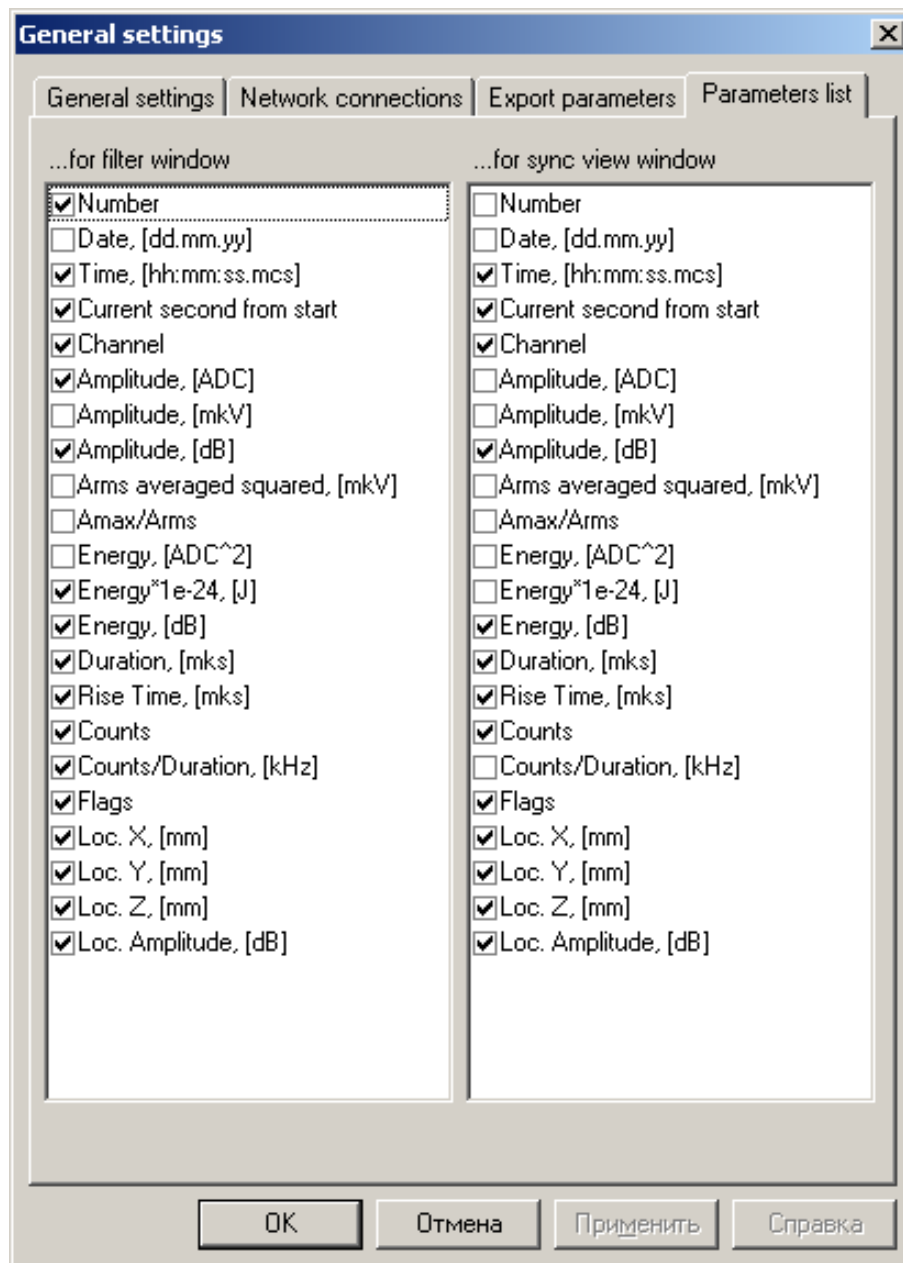 General settings
General settings Network connections Export parameters Parameters list
...for filter window
Number
Date, [dd.mm.yy]
Time, [hh:mm:ss.mcs]
Current second from start
Channel
Amplitude, [ADC]
Amplitude, [mkV]
Amplitude, [dB]
Arms averaged squared, [mkV]
Amax/Arms
Energy, [ADC^2]
Energy*1e-24, [J]
Energy, [dB]
Duration, [mks]
Rise Time, [mks]
Counts
Counts/Duration, [kHz]
Flags
Loc. X, [mm]
Loc. Y, [mm]
Loc. Z, [mm]
Loc. Amplitude, [dB]
...for sync view window
Number
Date, [dd.mm.yy]
Time, [hh:mm:ss.mcs]
Current second from start
Channel
Amplitude, [ADC]
Amplitude, [mkV]
Amplitude, [dB]
Arms averaged squared, [mkV]
Amax/Arms
Energy, [ADC^2]
Energy*1e-24, [J]
Energy, [dB]
Duration, [mks]
Rise Time, [mks]
Counts
Counts/Duration, [kHz]
Flags
Loc. X, [mm]
Loc. Y, [mm]
Loc. Z, [mm]
Loc. Amplitude, [dB]
OK Отмена Применить Справка